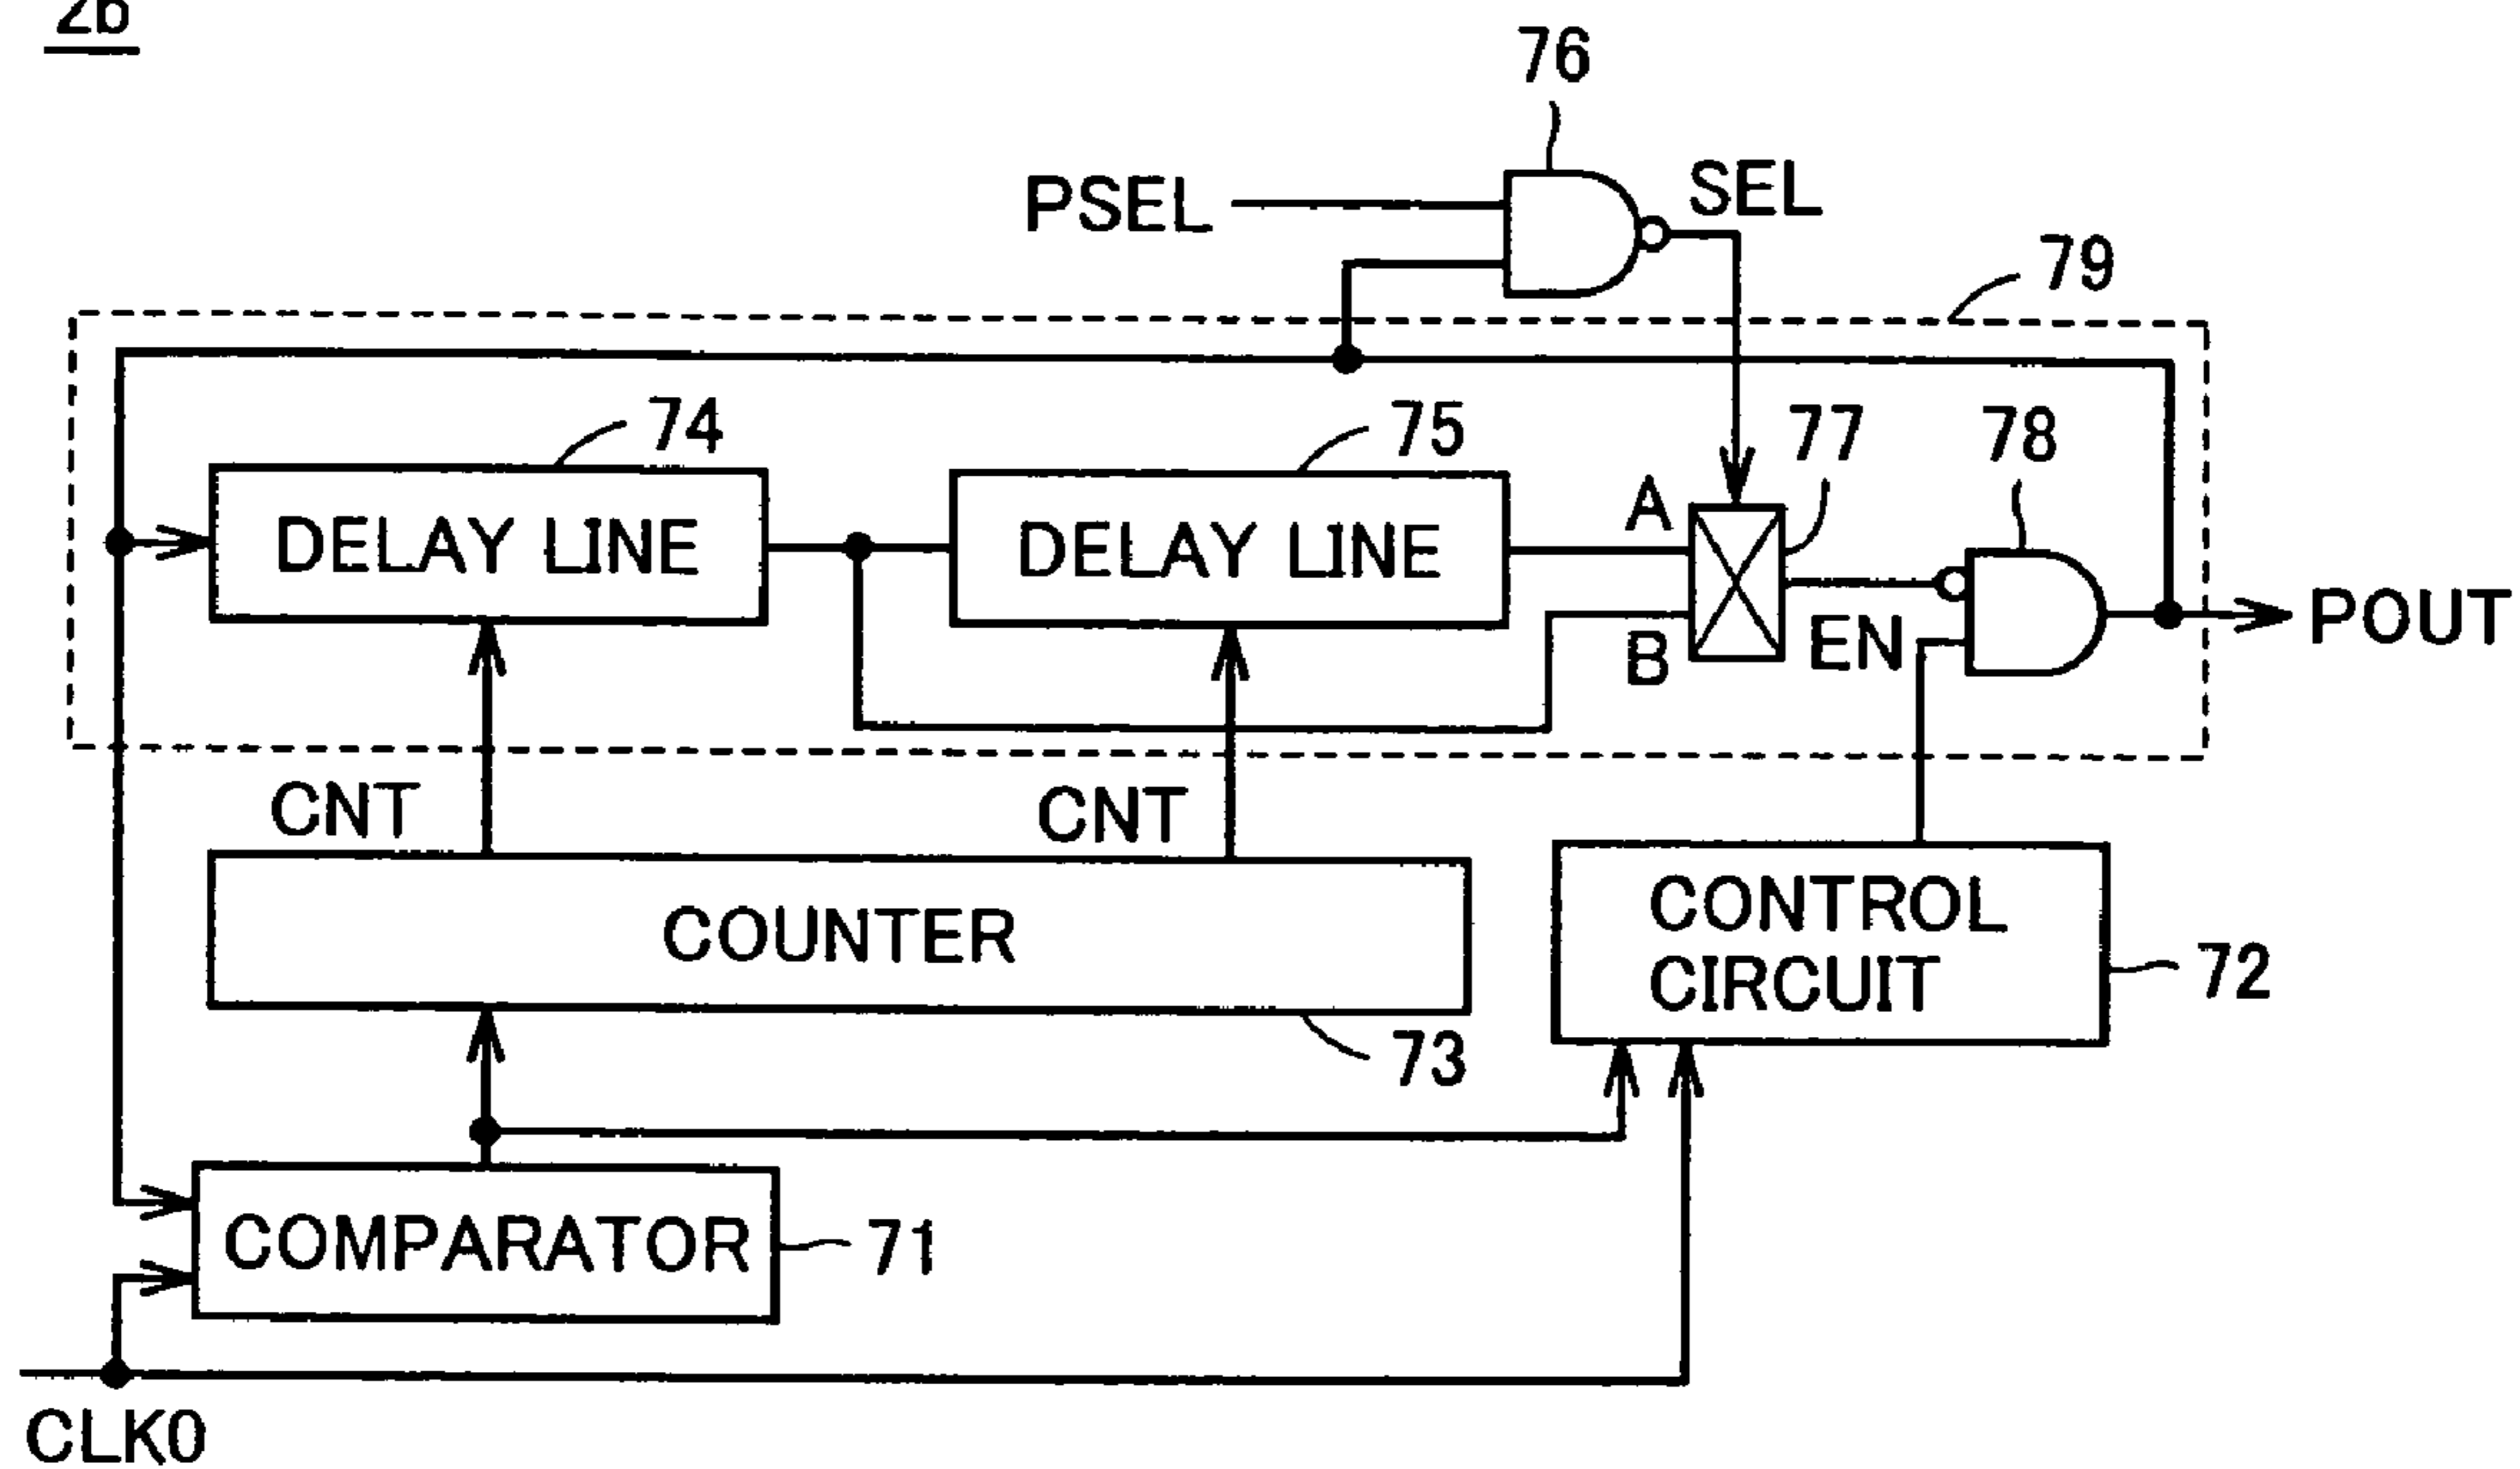 2b
76
PSEL
SEL
79
74
75
77
78
A
DELAY LINE
DELAY LINE
B
EN
POUT
CNT
CNT
COUNTER
CONTROL
CIRCUIT
72
73
COMPARATOR
71
CLK0